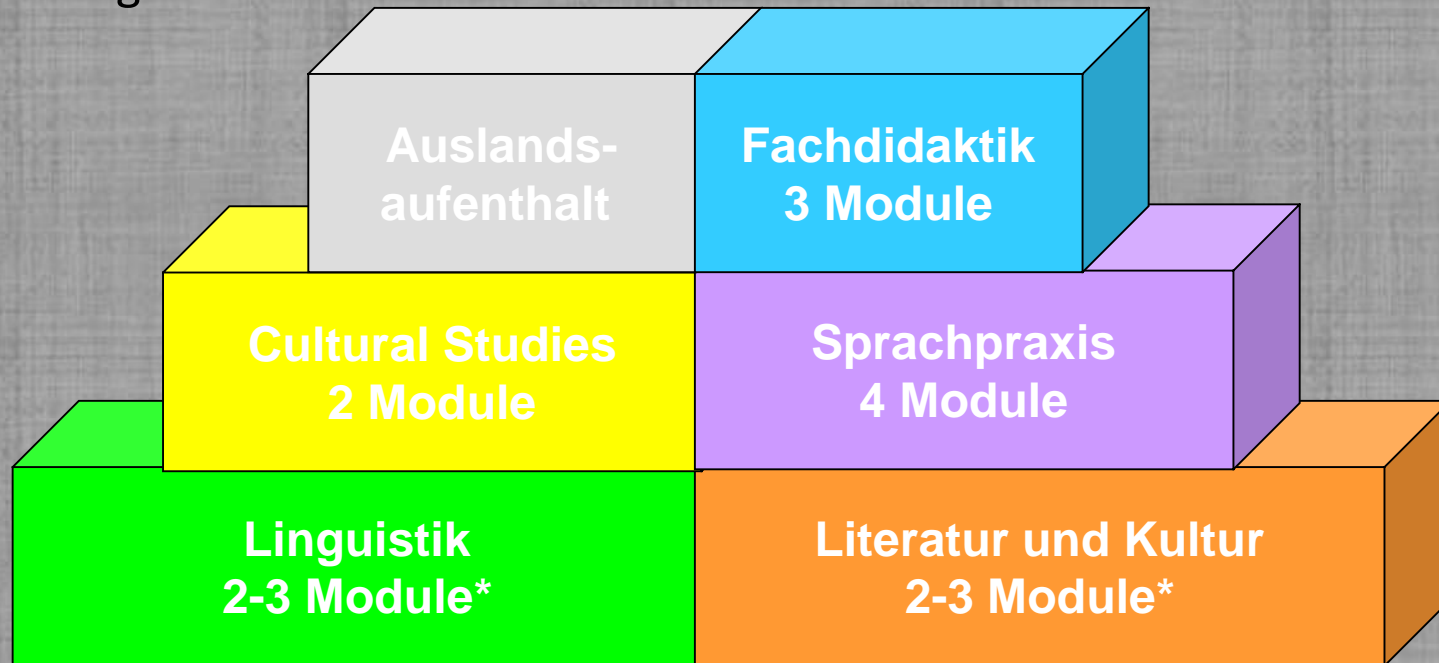 Auslands-
aufenthalt
Fachdidaktik
3 Module
Cultural Studies
2 Module
Sprachpraxis
4 Module
Linguistik
2-3 Module*
Literatur und Kultur
2-3 Module*